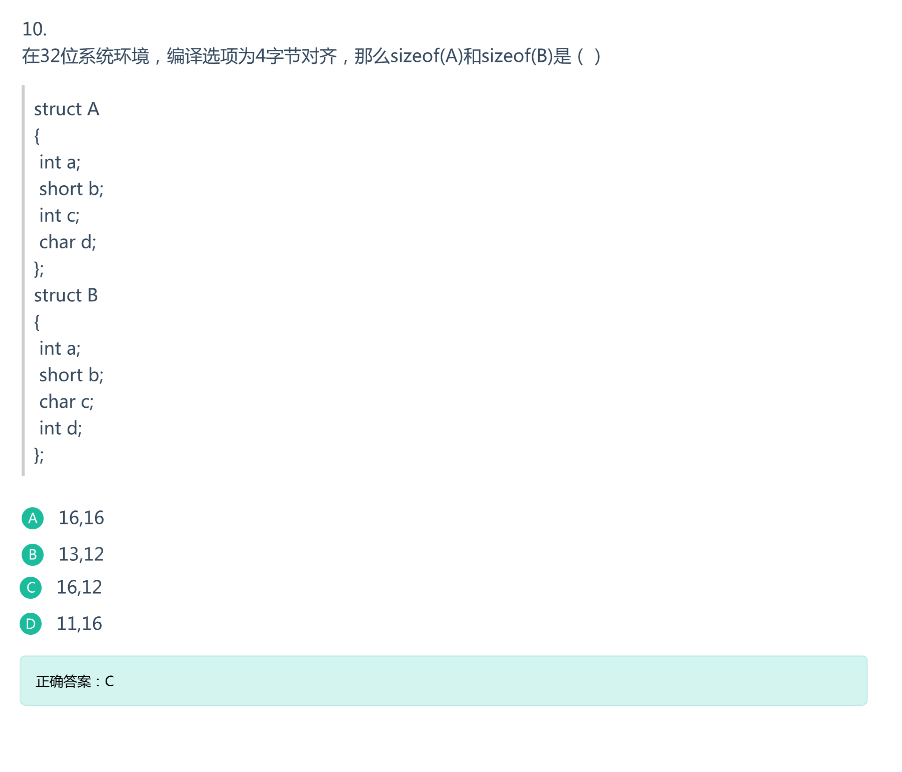 10.
在32位系统环境，编译选项为4字节对齐，那么sizeof(A)和sizeof(B)是（ ）
struct A
{
int a;
short b;
int c;
char d;
};
struct B
{
int a;
short b;
char c;
int d;
};
A 16,16
B 13,12
C 16,12
D 11,16
正确答案：C